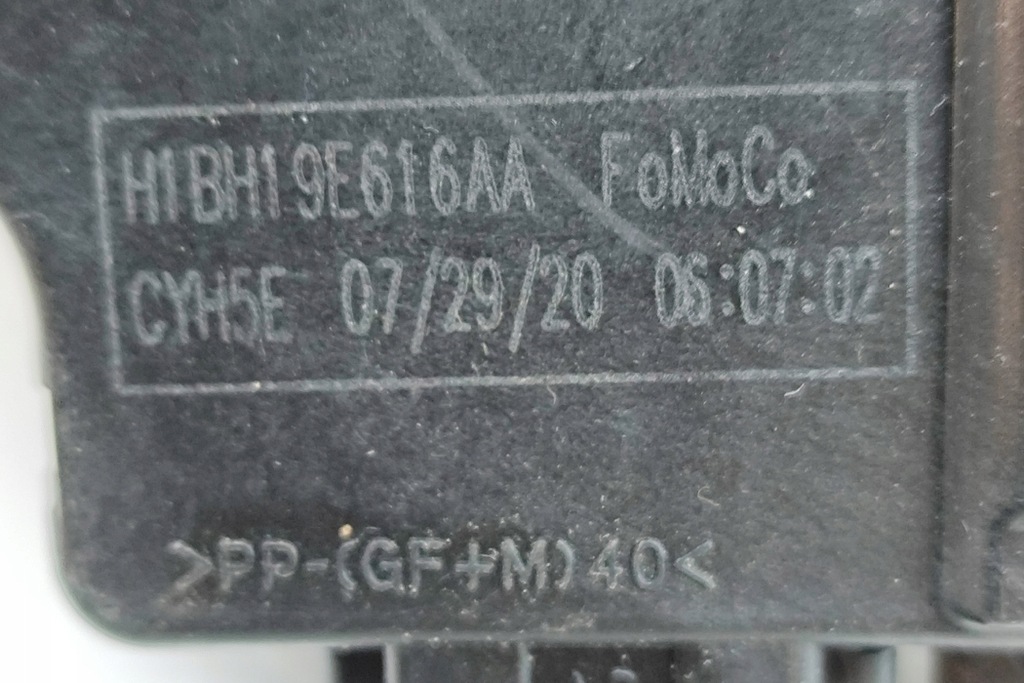 H1BH19E616AA FoMoCo
CYH5E 07/29/20 06:07:02
>PP-(GF+M)40<